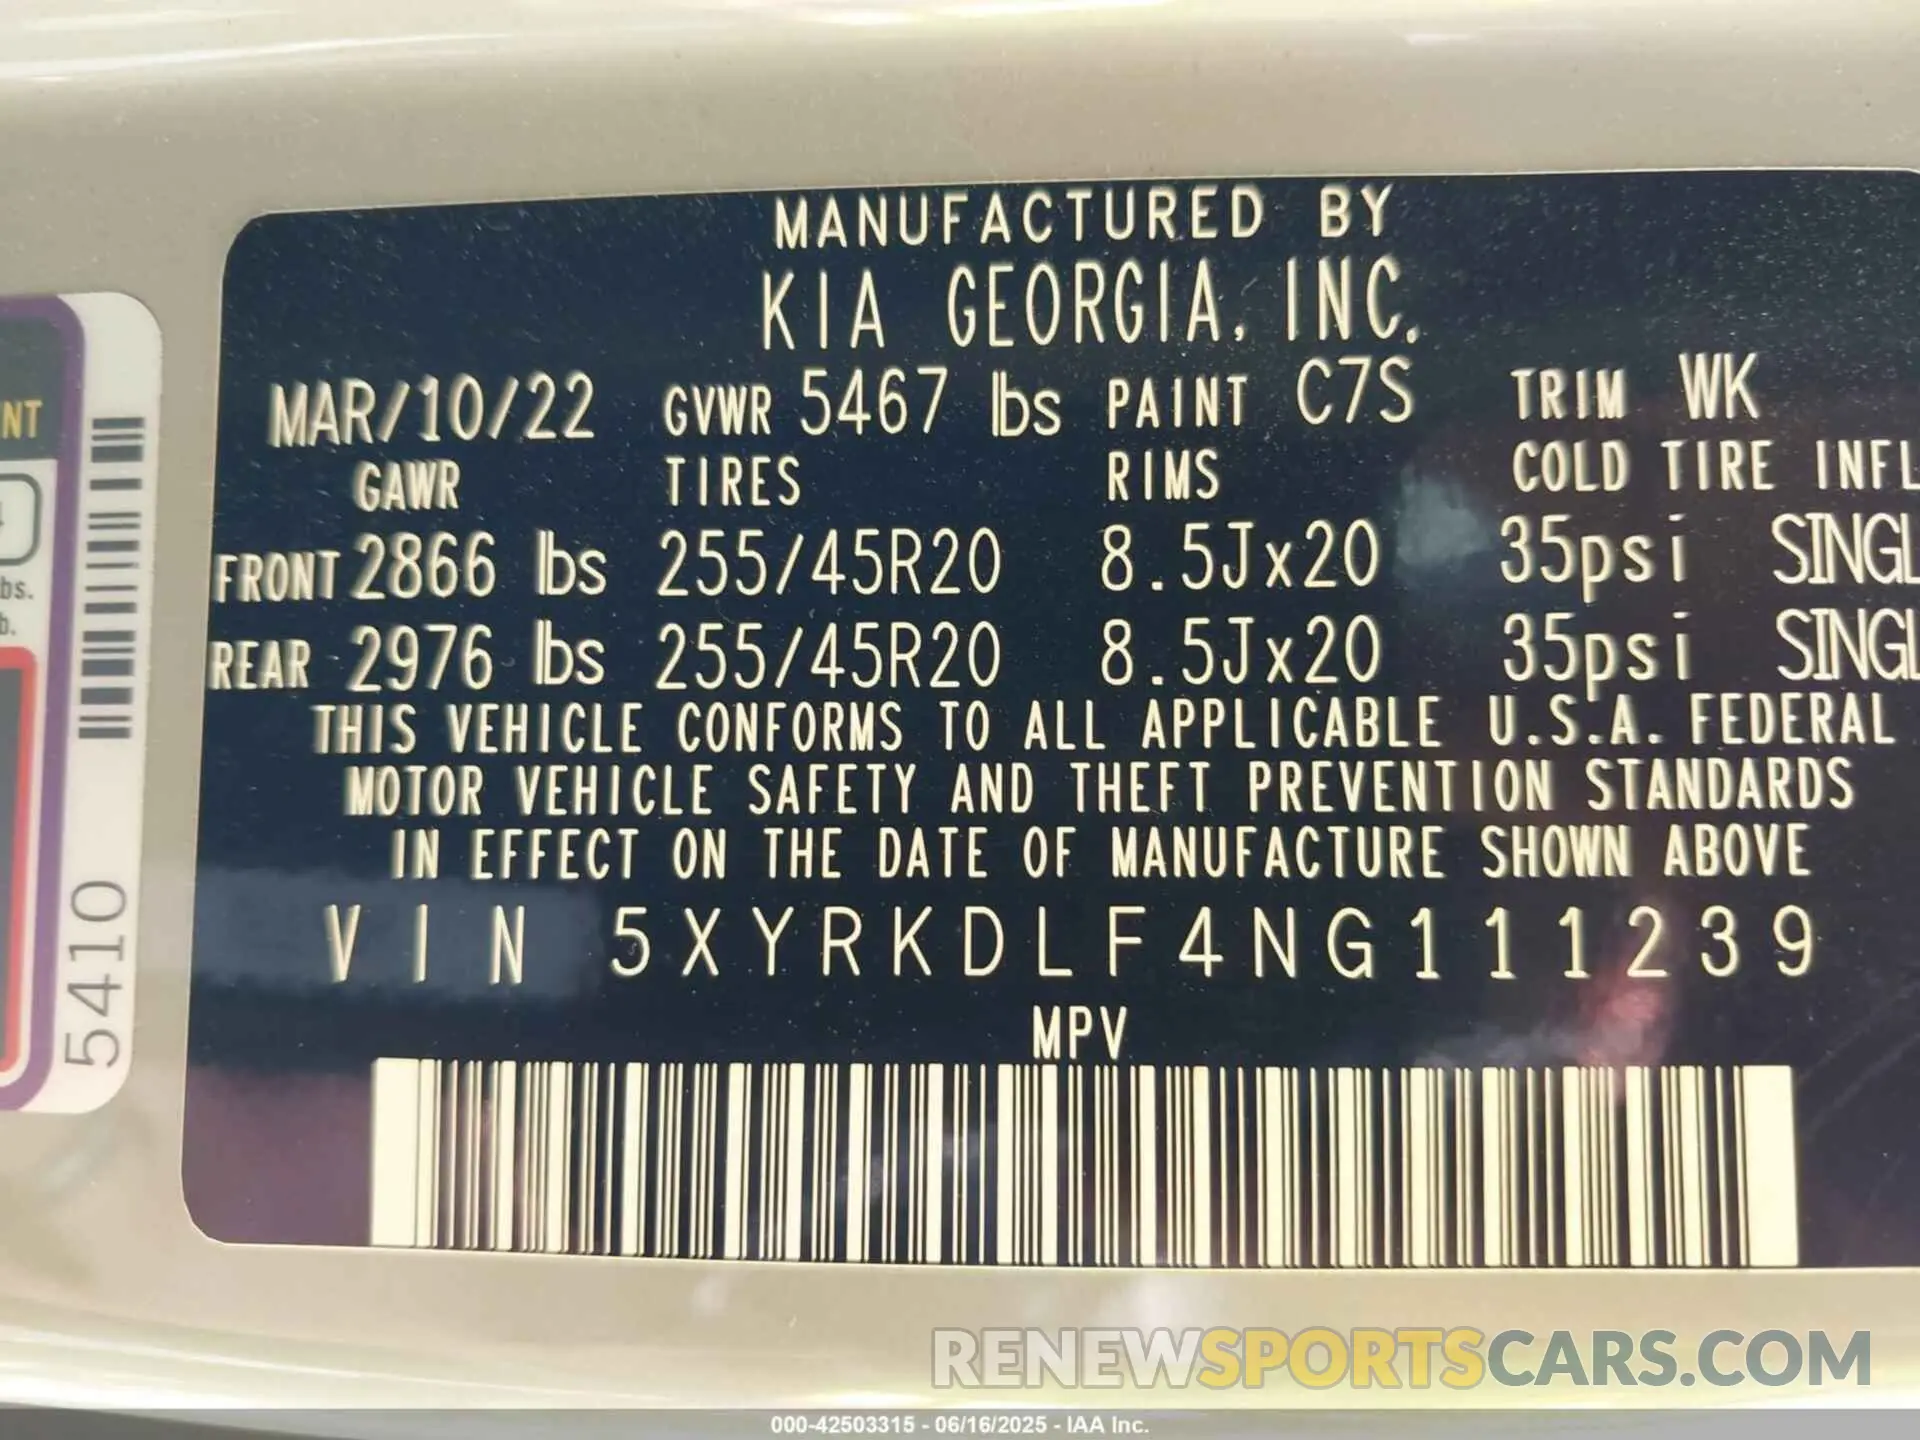 MANUFACTURED BY
KIA GEORGIA, INC.
MAR/10/22 GVWR 5467 lbs PAINT C7S TRIM WK
GAWR TIRES RIMS COLD TIRE INFL
FRONT 2866 lbs 255/45R20 8.5Jx20 35psi SINGL
REAR 2976 lbs 255/45R20 8.5Jx20 35psi SINGL
THIS VEHICLE CONFORMS TO ALL APPLICABLE U.S.A. FEDERAL
MOTOR VEHICLE SAFETY AND THEFT PREVENTION STANDARDS
IN EFFECT ON THE DATE OF MANUFACTURE SHOWN ABOVE
VIN 5XYRKDLF4NG111239
MPV
NT
bs.
b.
5410
RENEWSPORTSCARS.COM
000-42503315 - 06/16/2025 - IAA Inc.